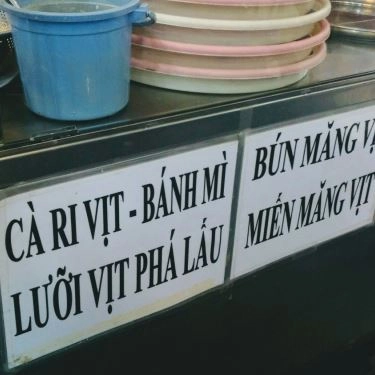 CÀ RI VỊT - BÁNH MÌ
LƯỠI VỊT PHÁ LẤU
BÚN MĂNG
MIẾN MĂNG VỊT